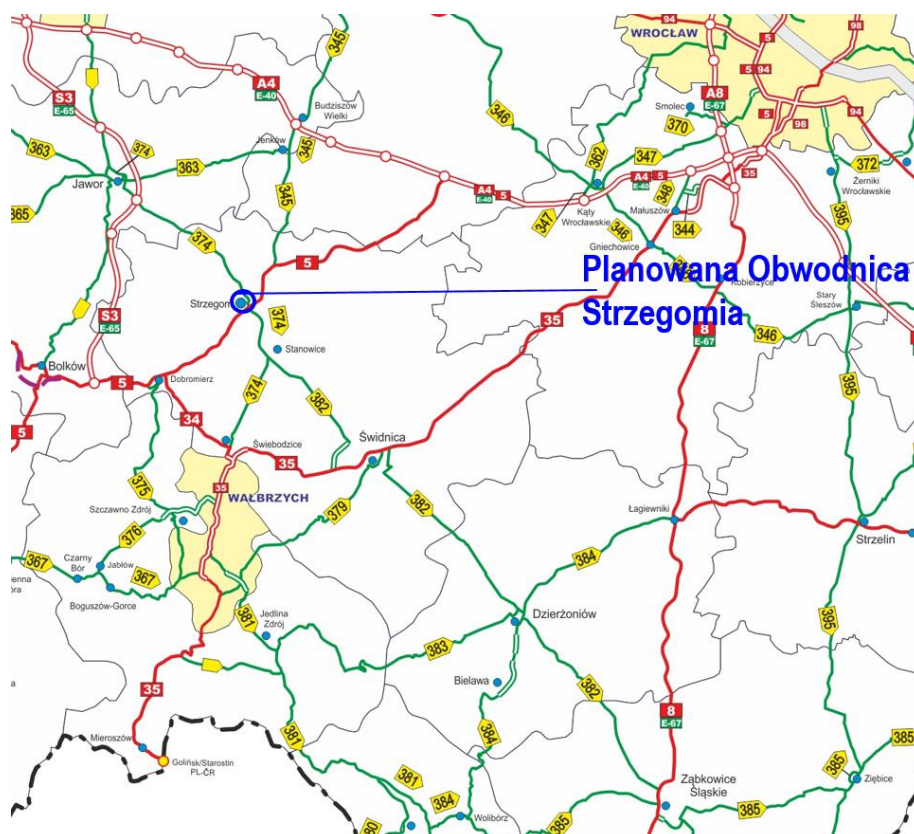 94
94
98
WROCŁAW
345
5
94
5
98
S3
E-65
A4
E-40
A8
E-67
346
Smolec
370
5
94
98
Budziszów
Wielki
374
363
363
Jenków
345
362
347
35
372
Żerniki
Wrocławskie
Jawor
A4
E-40
5
A4
E-40
5
348
365
345
347
Kąty
Wrocławskie
Małuszów
344
395
374
346
Gniechowice
5
Planowana Obwodnica
Strzegomia
Kobierzyce
Strzegom
S3
E-65
374
35
8
E-67
346
Stary
Śleszów
Stanowice
Bolków
5
Dobromierz
374
382
395
5
34
Świebodzice
Świdnica
35
35
WAŁBRZYCH
375
Szczawno Zdrój
379
382
Łagiewniki
Strzelin
376
367
Czarny
Bór
Jabłów
367
384
Boguszów-Gorce
381
Jedlina
Zdrój
Dzierżoniów
395
383
35
Bielawa
382
8
E-67
Mieroszów
Golińsk/Starostin
PL-ČR
381
384
385
381
384
385
Ziębice
Ząbkowice
Śląskie
385
Wolibórz
385